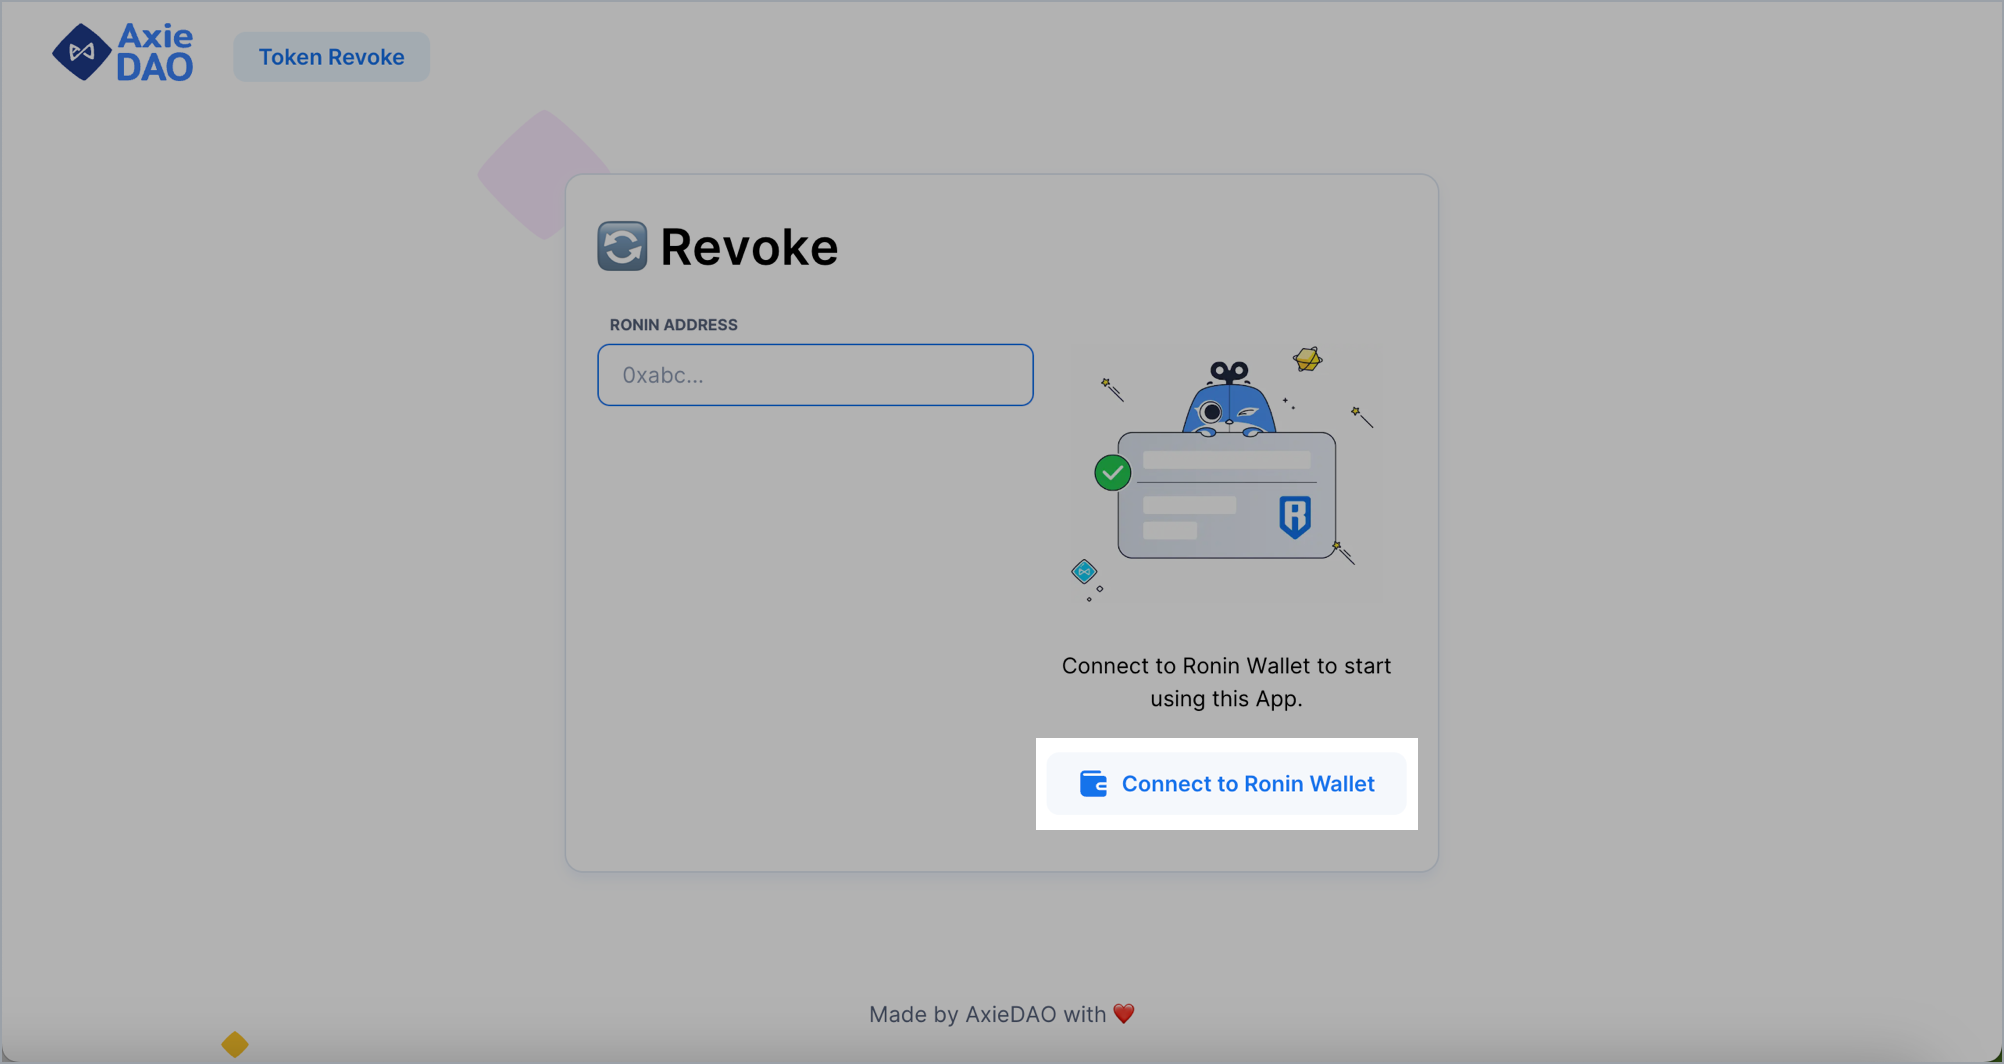 Axie
DAO
Token Revoke
Revoke
RONIN ADDRESS
0xabc...
R
Connect to Ronin Wallet to start
using this App.
Connect to Ronin Wallet
Made by AxieDAO with ❤️